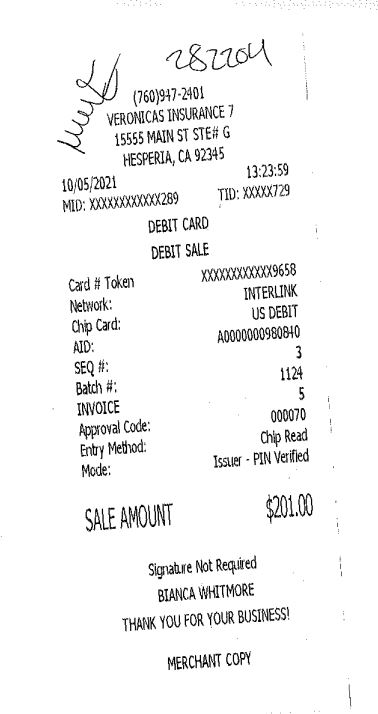 282204
(760)947-2401
VERONICAS INSURANCE 7
15555 MAIN ST STE# G
HESPERIA, CA 92345
10/05/2021 13:23:59
MID: XXXXXXXXXXXX289 TID: XXXXX729
DEBIT CARD
DEBIT SALE
Card # Token XXXXXXXXXXXX9658
Network: INTERLINK
Chip Card: US DEBIT
AID: A0000000980840
SEQ #: 3
Batch #: 1124
INVOICE 5
Approval Code: 000070
Entry Method: Chip Read
Mode: Issuer - PIN Verified
SALE AMOUNT $201.00
Signature Not Required
BIANCA WHITMORE
THANK YOU FOR YOUR BUSINESS!
MERCHANT COPY